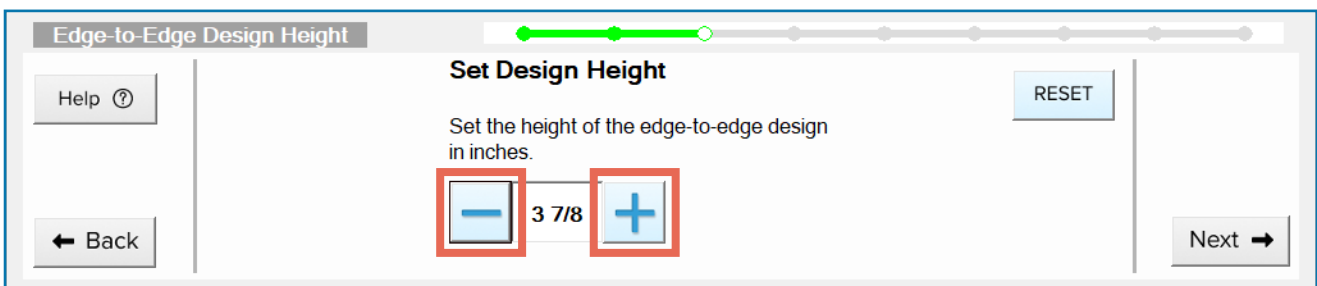 Edge-to-Edge Design Height
Set Design Height
Help ?
RESET
Set the height of the edge-to-edge design
in inches.
3 7/8
← Back
Next →